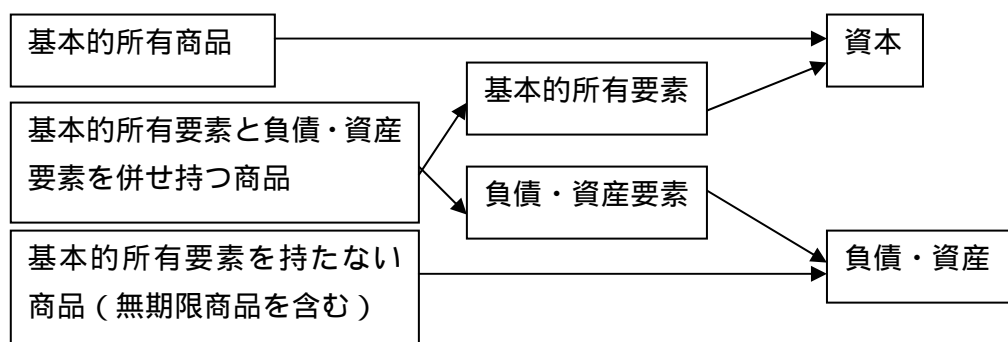 基本的所有商品
資本
基本的所有要素
基本的所有要素と負債・資産
要素を併せ持つ商品
負債・資産要素
基本的所有要素を持たない
商品（無期限商品を含む）
負債・資産